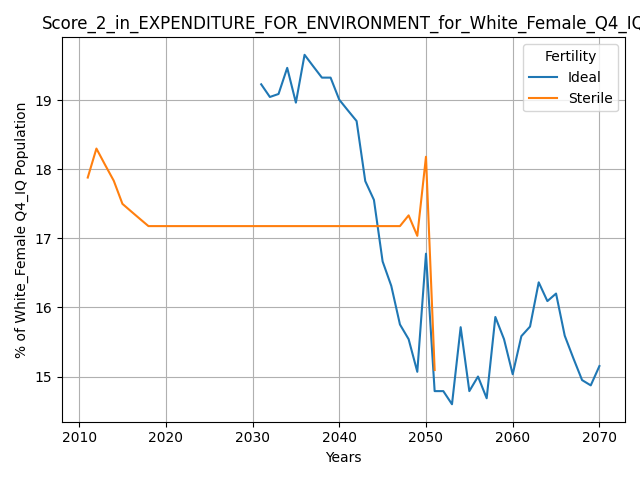 Score_2_in_EXPENDITURE_FOR_ENVIRONMENT_for_White_Female_Q4_IQ
Fertility
Ideal
Sterile
% of White_Female Q4_IQ Population
19
18
17
16
15
2010 2020 2030 2040 2050 2060 2070
Years